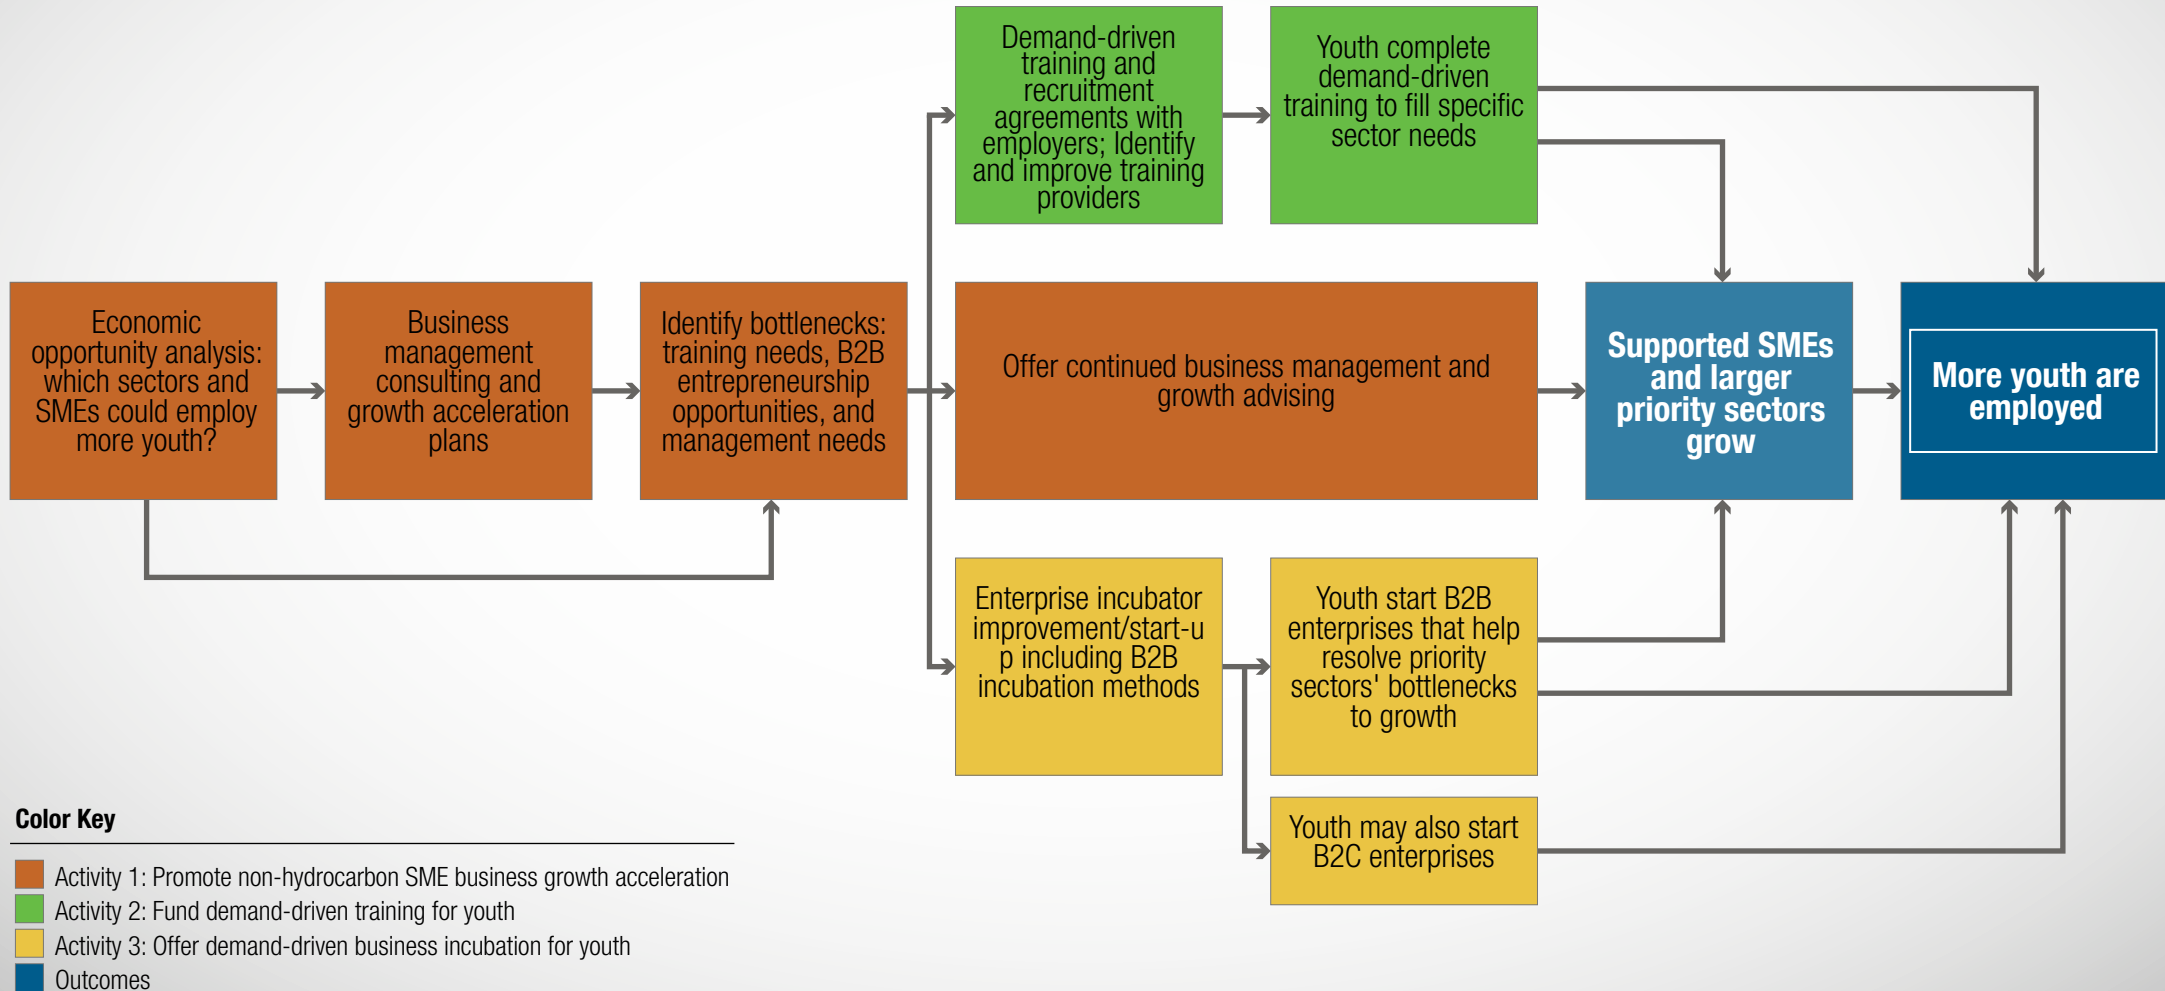 Demand-driven
training and
recruitment
agreements with
employers; Identify
and improve training
providers
Youth complete
demand-driven
training to fill specific
sector needs
Economic
opportunity analysis:
which sectors and
SMEs could employ
more youth?
Business
management
consulting and
growth acceleration
plans
Identify bottlenecks:
training needs, B2B
entrepreneurship
opportunities, and
management needs
Offer continued business management and
growth advising
Supported SMEs
and larger
priority sectors
grow
More youth are
employed
Enterprise incubator
improvement/start-u
p including B2B
incubation methods
Youth start B2B
enterprises that help
resolve priority
sectors' bottlenecks
to growth
Youth may also start
B2C enterprises
Color Key
Activity 1: Promote non-hydrocarbon SME business growth acceleration
Activity 2: Fund demand-driven training for youth
Activity 3: Offer demand-driven business incubation for youth
Outcomes